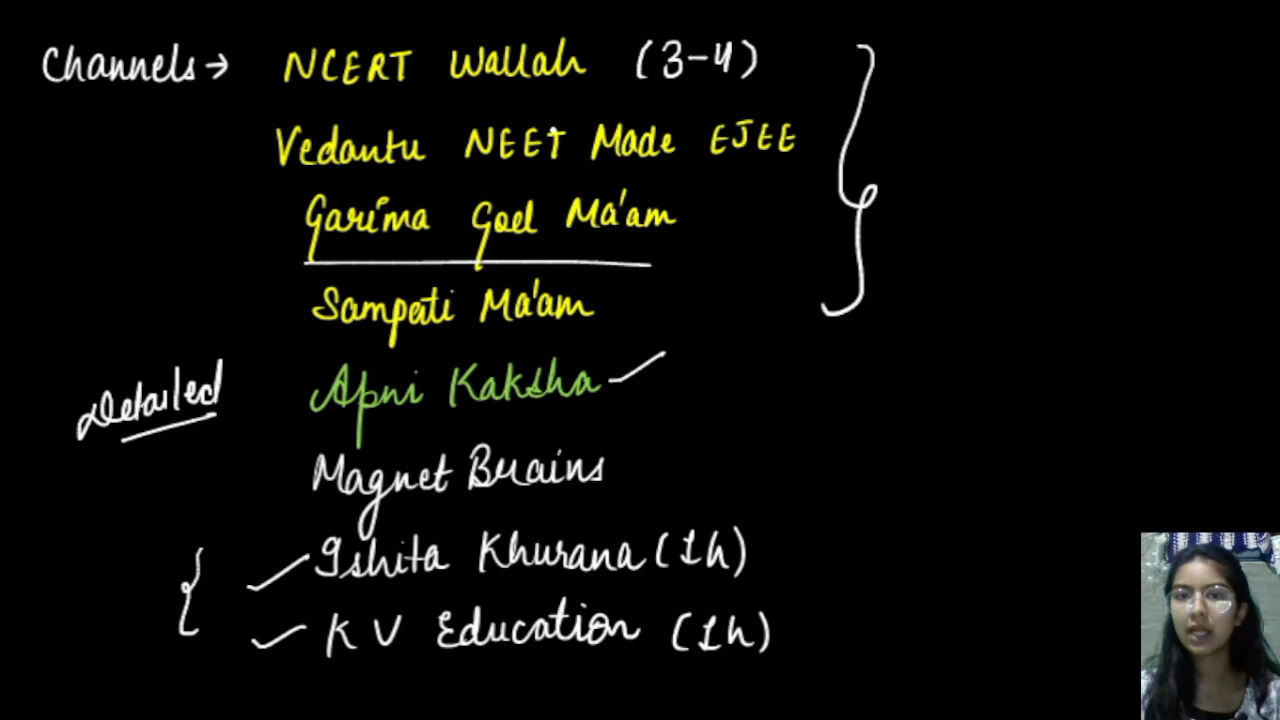 Channels → NCERT Wallah (3-4)
Vedantu NEET Made EJEE
Garima Goel Ma'am
Sampati Ma'am
Detailed Apni Kaksha
Magnet Brains
Ishita Khurana (1h)
KV Education (1h)